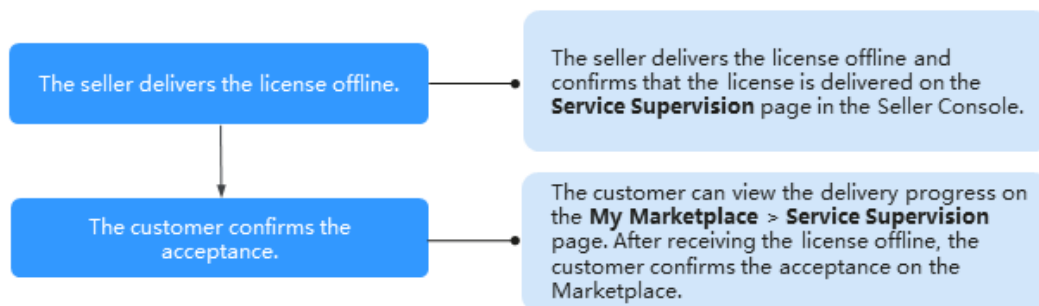 The seller delivers the license offline.
The seller delivers the license offline and
confirms that the license is delivered on the
Service Supervision page in the Seller Console.
The customer confirms the
acceptance.
The customer can view the delivery progress on
the My Marketplace > Service Supervision
page. After receiving the license offline, the
customer confirms the acceptance on the
Marketplace.